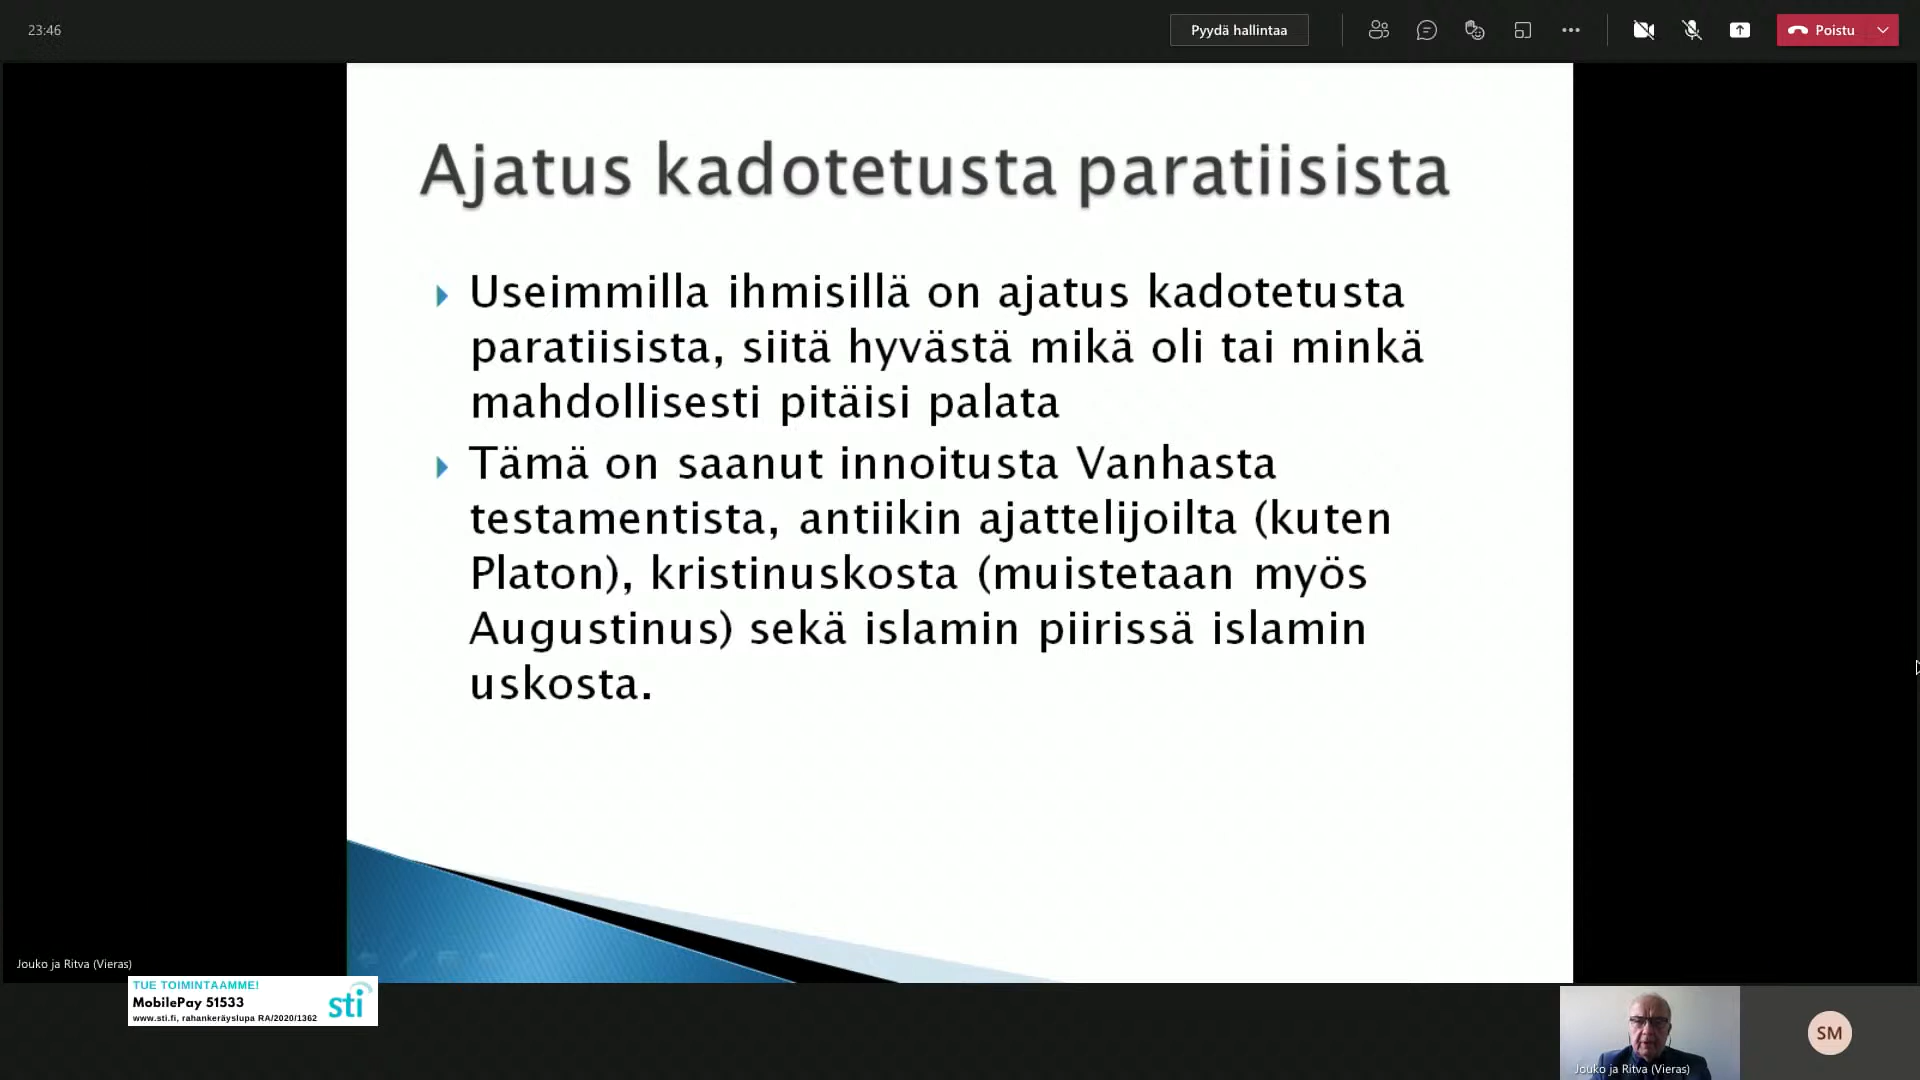 23:46
Pyydä hallintaa
Poistu
Ajatus kadotetusta paratiisista
Useimmilla ihmisillä on ajatus kadotetusta
paratiisista, siitä hyvästä mikä oli tai minkä
mahdollisesti pitäisi palata
Tämä on saanut innoitusta Vanhasta
testamentista, antiikin ajattelijoilta (kuten
Platon), kristinuskosta (muistetaan myös
Augustinus) sekä islamin piirissä islamin
uskosta.
Jouko ja Ritva (Vieras)
TUE TOIMINTAAMME!
MobilePay 51533
www.sti.fi, rahankeräyslupa RA/2020/1362
sti
Jouko ja Ritva (Vieras)
SM